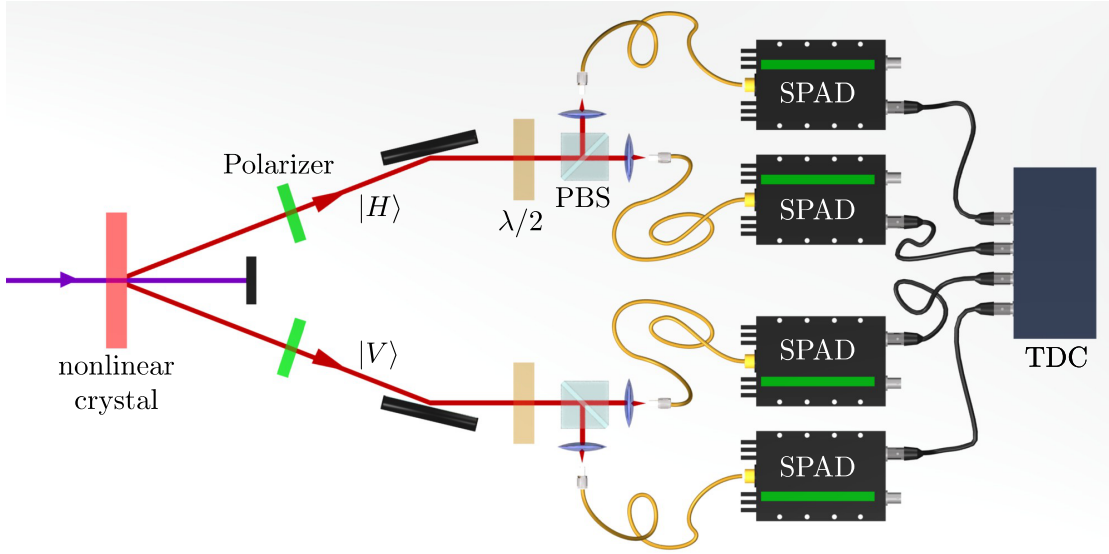 SPAD
Polarizer
|H⟩
PBS
λ/2
SPAD
nonlinear
crystal
|V⟩
SPAD
TDC
SPAD